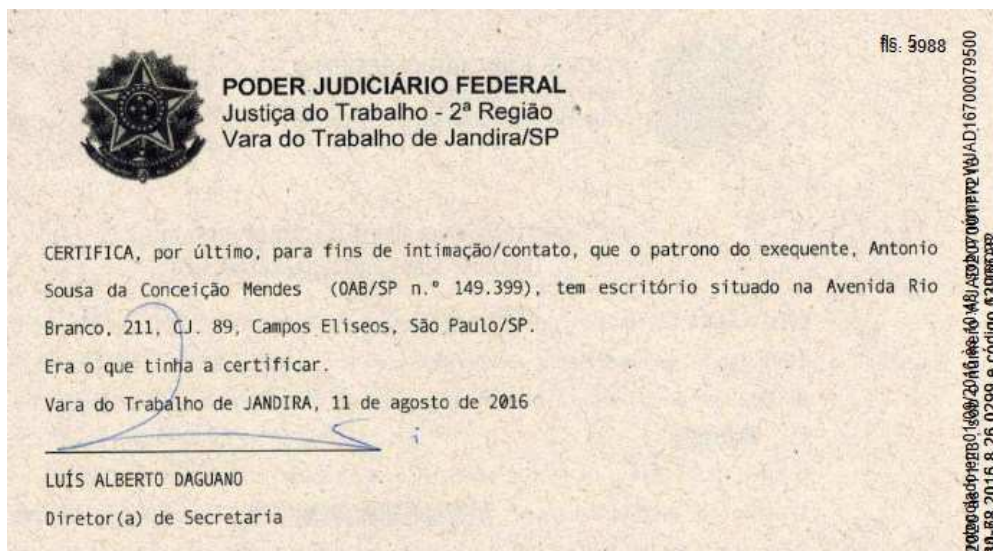 fls. 3988
PODER JUDICIÁRIO FEDERAL
Justiça do Trabalho - 2ª Região
Vara do Trabalho de Jandira/SP
CERTIFICA, por último, para fins de intimação/contato, que o patrono do exequente, Antonio
Sousa da Conceição Mendes (OAB/SP n.º 149.399), tem escritório situado na Avenida Rio
Branco, 211, CJ. 89, Campos Eliseos, São Paulo/SP.
Era o que tinha a certificar.
Vara do Trabalho de JANDIRA, 11 de agosto de 2016
LUÍS ALBERTO DAGUANO
Diretor(a) de Secretaria